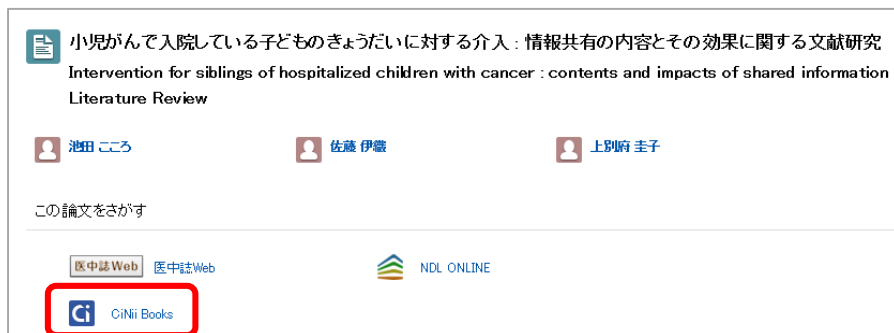 小児がんで入院している子どものきょうだいに対する介入 : 情報共有の内容とその効果に関する文献研究
Intervention for siblings of hospitalized children with cancer : contents and impacts of shared information
Literature Review
池田 こころ 佐藤 伊織 上別府 圭子
この論文をさがす
医中誌Web 医中誌Web NDL ONLINE
Ci CiNii Books